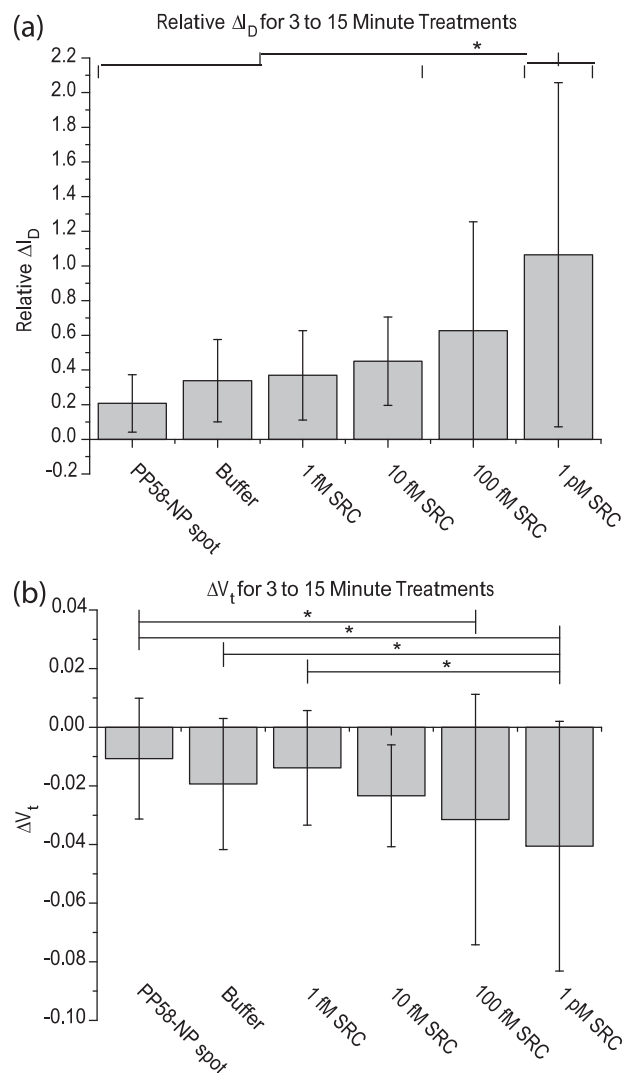 (a)
Relative ΔI_D for 3 to 15 Minute Treatments
*
2.2
2.0
1.8
1.6
1.4
1.2
1.0
0.8
0.6
0.4
0.2
0.0
-0.2
Relative ΔI_D
PP58-NP spot
Buffer
1 fM SRC
10 fM SRC
100 fM SRC
1 pM SRC
(b)
ΔV_t for 3 to 15 Minute Treatments
*
*
*
*
0.04
0.02
0.00
-0.02
-0.04
-0.06
-0.08
-0.10
ΔV_t
PP58-NP spot
Buffer
1 fM SRC
10 fM SRC
100 fM SRC
1 pM SRC